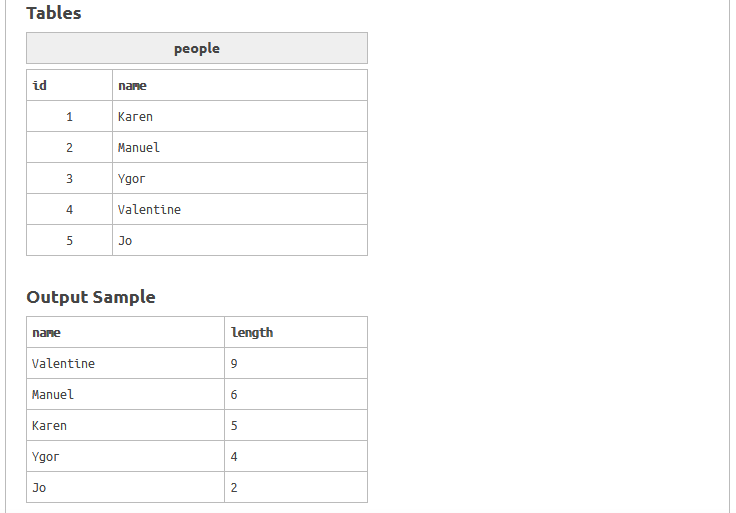 Tables
people
id name
1 Karen
2 Manuel
3 Ygor
4 Valentine
5 Jo
Output Sample
name length
Valentine 9
Manuel 6
Karen 5
Ygor 4
Jo 2